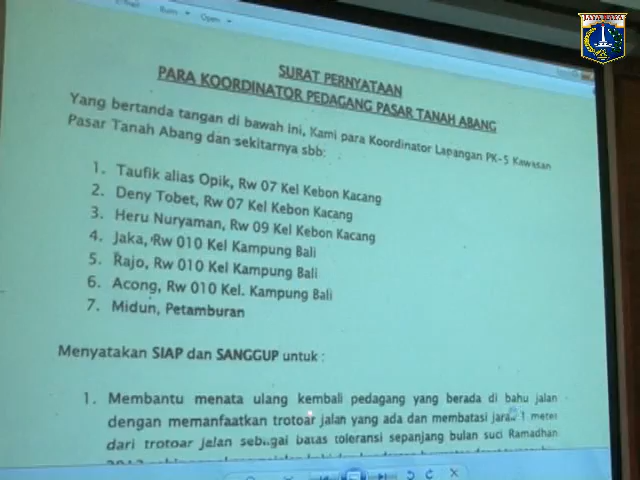 JAYA RAYA
Email Burn Open
SURAT PERNYATAAN
PARA KOORDINATOR PEDAGANG PASAR TANAH ABANG
Yang bertanda tangan di bawah ini, Kami para Koordinator Lapangan PK-5 Kawasan
Pasar Tanah Abang dan sekitarnya sbb:
1. Taufik alias Opik, Rw 07 Kel Kebon Kacang
2. Deny Tobet, Rw 07 Kel Kebon Kacang
3. Heru Nuryaman, Rw 09 Kel Kebon Kacang
4. Jaka, Rw 010 Kel Kampung Bali
5. Rajo, Rw 010 Kel Kampung Bali
6. Acong, Rw 010 Kel. Kampung Bali
7. Midun, Petamburan
Menyatakan SIAP dan SANGGUP untuk :
1. Membantu menata ulang kembali pedagang yang berada di bahu jalan
dengan memanfaatkan trotoar jalan yang ada dan membatasi jarak 1 meter
dari trotoar jalan sebagai batas toleransi sepanjang bulan suci Ramadhan